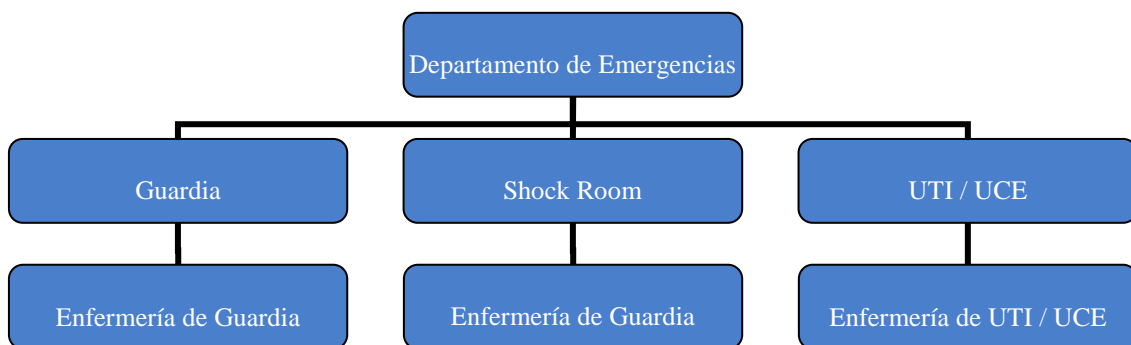 Departamento de Emergencias
Guardia
Shock Room
UTI / UCE
Enfermería de Guardia
Enfermería de Guardia
Enfermería de UTI / UCE